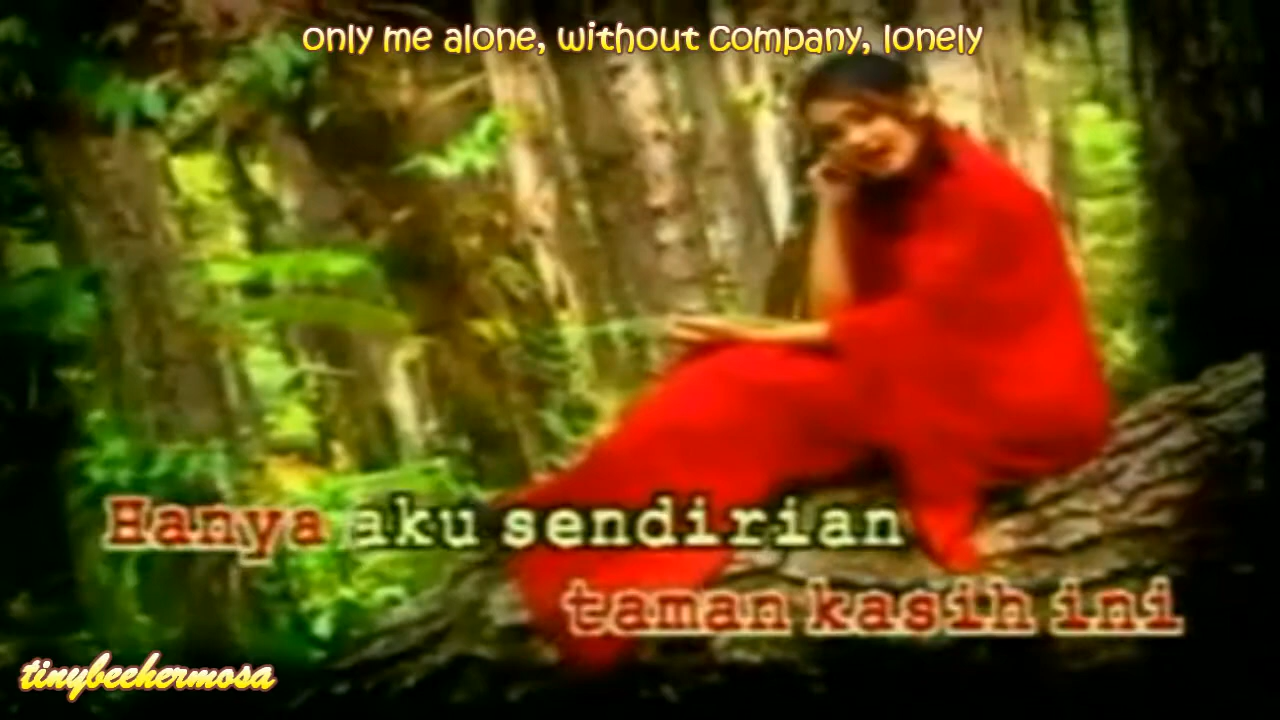 only me alone, without company, lonely
Hanya aku sendirian
taman kasih ini
tinybeehermosa